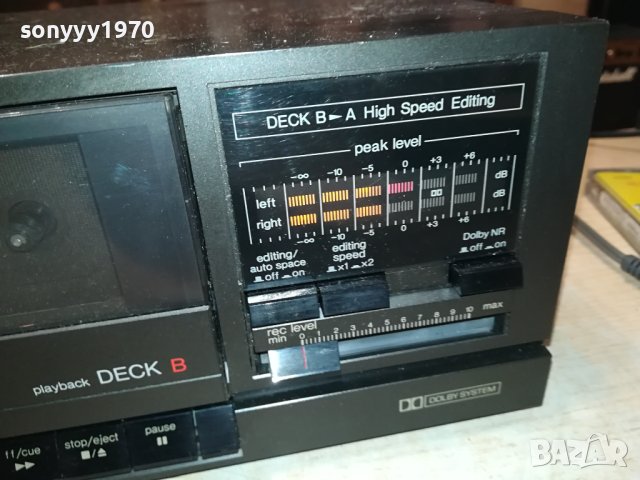 sonyyy1970
DECK B ► A High Speed Editing
peak level
-∞ -10 -5 0 +3 +6
left dB
right dB
-∞ -10 -5 0 +3 +6
editing/ editing Dolby NR
auto space speed off on
off on x1 x2
rec level
min 0 1 2 3 4 5 6 7 8 9 10 max
playback DECK B
DOLBY SYSTEM
ff/cue stop/eject pause
BAZAR